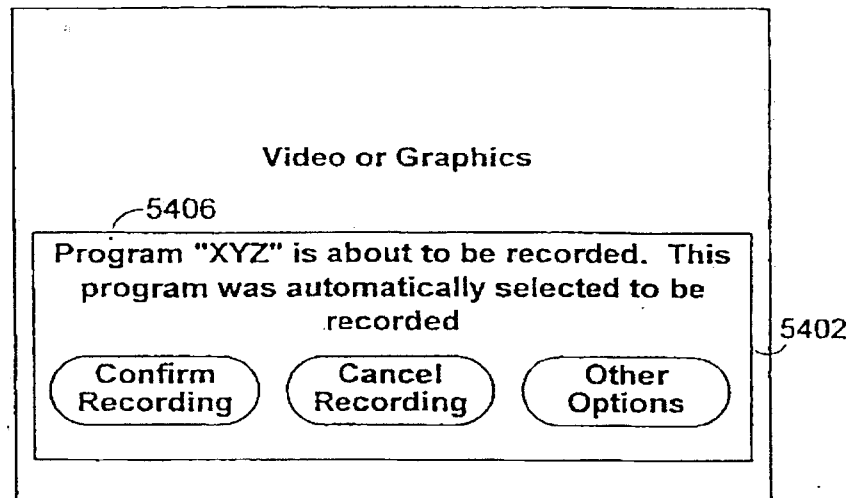 Video or Graphics
5406
Program "XYZ" is about to be recorded. This
program was automatically selected to be
recorded
5402
Confirm
Recording
Cancel
Recording
Other
Options